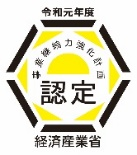 令和元年度
事業継続力強化計画
認定
経済産業省